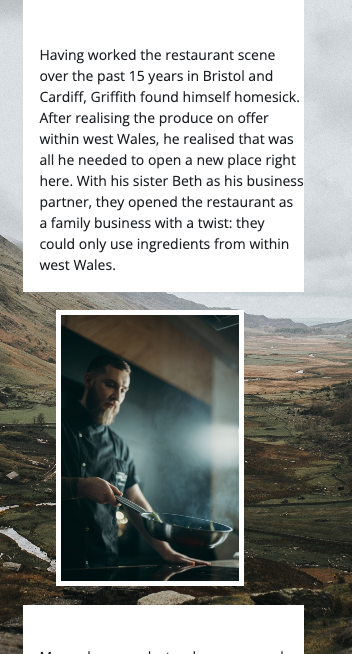 Having worked the restaurant scene
over the past 15 years in Bristol and
Cardiff, Griffith found himself homesick.
After realising the produce on offer
within west Wales, he realised that was
all he needed to open a new place right
here. With his sister Beth as his business
partner, they opened the restaurant as
a family business with a twist: they
could only use ingredients from within
west Wales.